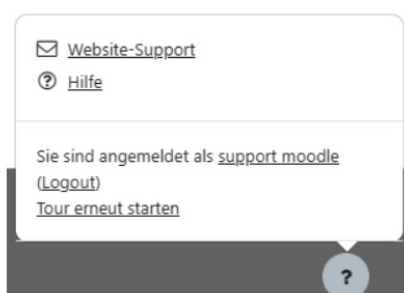 Website-Support
Hilfe
Sie sind angemeldet als support moodle
(Logout)
Tour erneut starten
?